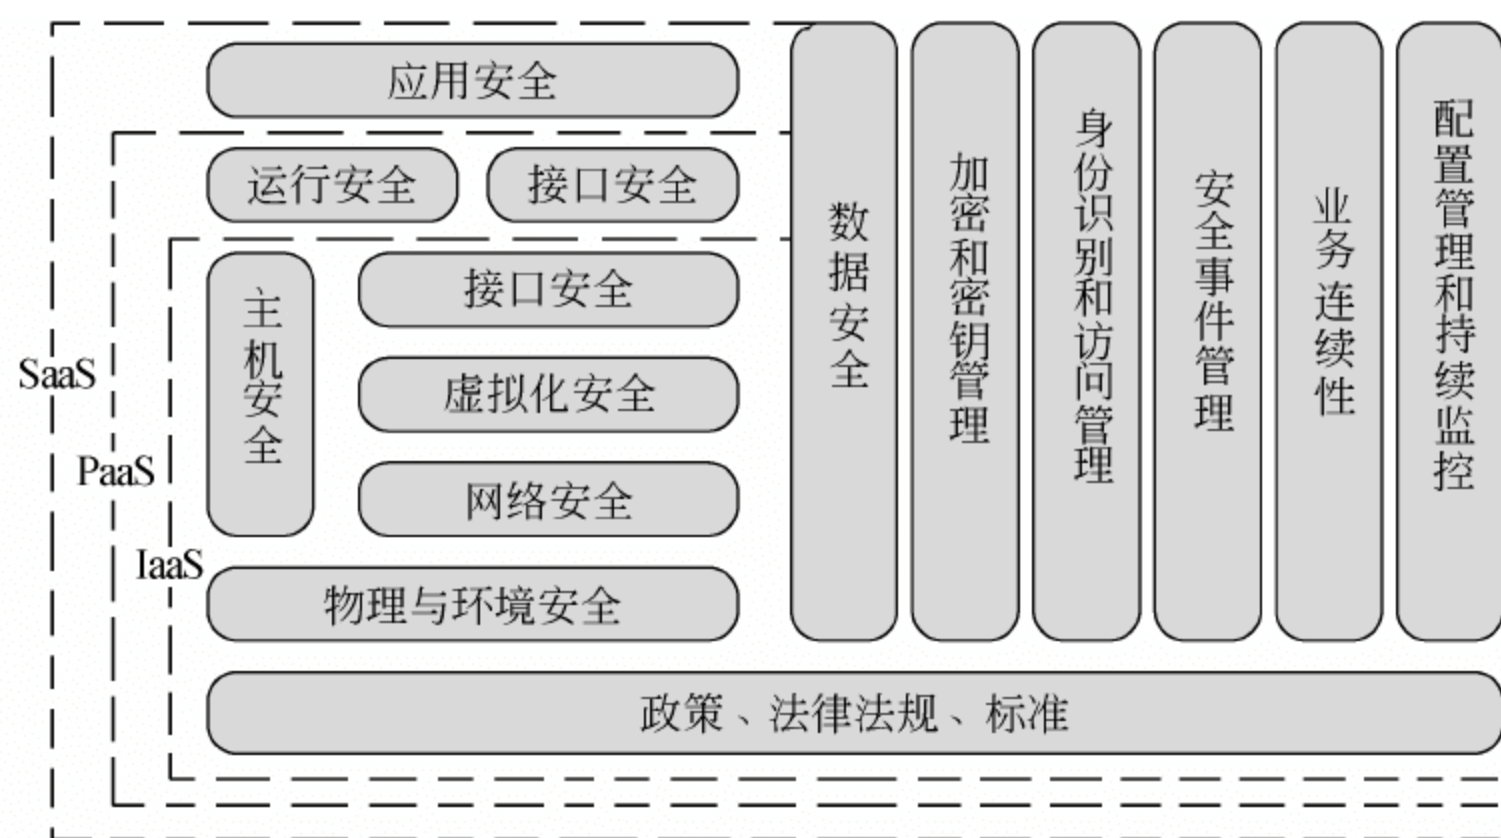 应用安全
运行安全
接口安全
主机安全
接口安全
虚拟化安全
网络安全
物理与环境安全
SaaS
PaaS
IaaS
数据安全
加密和密钥管理
身份识别和访问管理
安全事件管理
业务连续性
配置管理和持续监控
政策、法律法规、标准